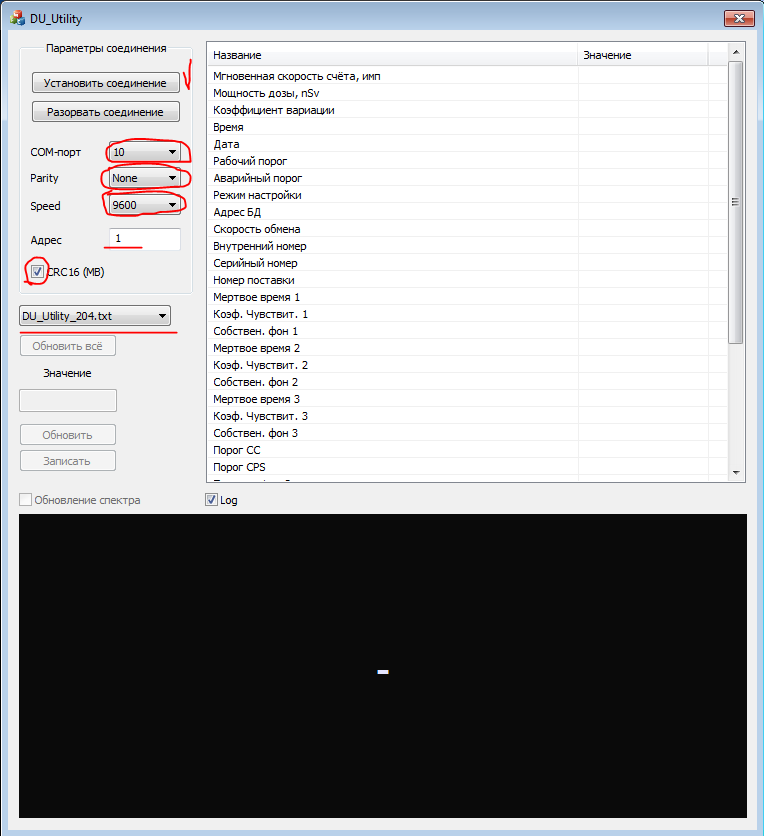 DU_Utility
Параметры соединения
Установить соединение
Разорвать соединение
COM-порт 10
Parity None
Speed 9600
Адрес 1
CRC16 (MB)
DU_Utility_204.txt
Обновить всё
Значение
Обновить
Записать
Название Значение
Мгновенная скорость счёта, имп
Мощность дозы, nSv
Коэффициент вариации
Время
Дата
Рабочий порог
Аварийный порог
Режим настройки
Адрес БД
Скорость обмена
Внутренний номер
Серийный номер
Номер поставки
Мертвое время 1
Коэф. Чувствит. 1
Собствен. фон 1
Мертвое время 2
Коэф. Чувствит. 2
Собствен. фон 2
Мертвое время 3
Коэф. Чувствит. 3
Собствен. фон 3
Порог CC
Порог CPS
Обновление спектра
Log